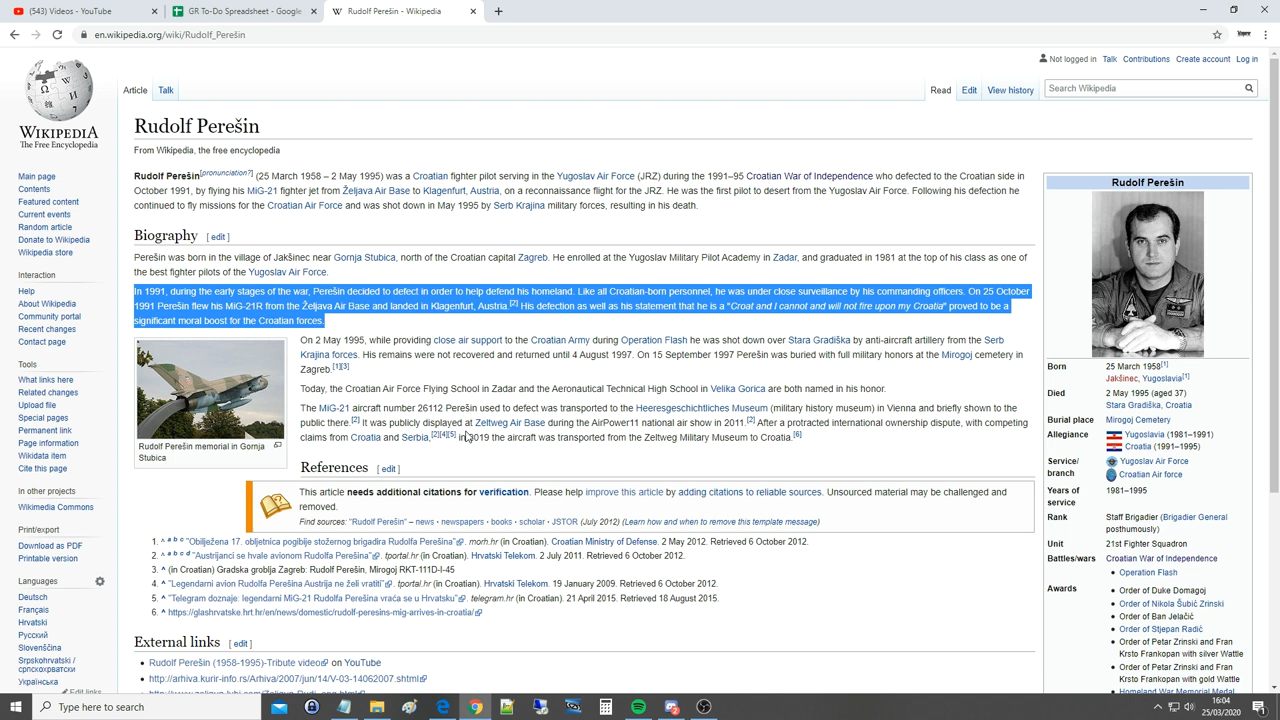 (543) Videos - YouTube
GR To-Do Spreadsheet - Google
Rudolf Perešin - Wikipedia
en.wikipedia.org/wiki/Rudolf_Perešin
Not logged in Talk Contributions Create account Log in
Article Talk Read Edit View history Search Wikipedia
WIKIPEDIA
The Free Encyclopedia
Main page
Contents
Featured content
Current events
Random article
Donate to Wikipedia
Wikipedia store
Interaction
Help
About Wikipedia
Community portal
Recent changes
Contact page
Tools
What links here
Related changes
Upload file
Special pages
Permanent link
Page information
Wikidata item
Cite this page
In other projects
Wikimedia Commons
Print/export
Download as PDF
Printable version
Languages
Deutsch
Français
Hrvatski
Русский
Slovenščina
Srpskohrvatski /
српскохрватски
Українська
Edit links
Rudolf Perešin
From Wikipedia, the free encyclopedia
Rudolf Perešin[pronunciation?] (25 March 1958 – 2 May 1995) was a Croatian fighter pilot serving in the Yugoslav Air Force (JRZ) during the 1991–95 Croatian War of Independence who defected to the Croatian side in
October 1991, by flying his MiG-21 fighter jet from Željava Air Base to Klagenfurt, Austria, on a reconnaissance flight for the JRZ. He was the first pilot to desert from the Yugoslav Air Force. Following his defection he
continued to fly missions for the Croatian Air Force and was shot down in May 1995 by Serb Krajina military forces, resulting in his death.
Biography [ edit ]
Perešin was born in the village of Jakšinec near Gornja Stubica, north of the Croatian capital Zagreb. He enrolled at the Yugoslav Military Pilot Academy in Zadar, and graduated in 1981 at the top of his class as one of
the best fighter pilots of the Yugoslav Air Force.
In 1991, during the early stages of the war, Perešin decided to defect in order to help defend his homeland. Like all Croatian-born personnel, he was under close surveillance by his commanding officers. On 25 October
1991 Perešin flew his MiG-21R from the Željava Air Base and landed in Klagenfurt, Austria.[2] His defection as well as his statement that he is a "Croat and I cannot and will not fire upon my Croatia" proved to be a
significant moral boost for the Croatian forces.
Rudolf Perešin memorial in Gornja
Stubica
On 2 May 1995, while providing close air support to the Croatian Army during Operation Flash he was shot down over Stara Gradiška by anti-aircraft artillery from the Serb
Krajina forces. His remains were not recovered and returned until 4 August 1997. On 15 September 1997 Perešin was buried with full military honors at the Mirogoj cemetery in
Zagreb.[1][3]
Today, the Croatian Air Force Flying School in Zadar and the Aeronautical Technical High School in Velika Gorica are both named in his honor.
The MiG-21 aircraft number 26112 Perešin used to defect was transported to the Heeresgeschichtliches Museum (military history museum) in Vienna and briefly shown to the
public there.[2] It was publicly displayed at Zeltweg Air Base during the AirPower11 national air show in 2011.[2] After a protracted international ownership dispute, with competing
claims from Croatia and Serbia,[2][4][5] in 2019 the aircraft was transported from the Zeltweg Military Museum to Croatia.[6]
References [ edit ]
This article needs additional citations for verification. Please help improve this article by adding citations to reliable sources. Unsourced material may be challenged and
removed.
Find sources: "Rudolf Perešin" – news · newspapers · books · scholar · JSTOR (July 2012) (Learn how and when to remove this template message)
1. ^ a b c "Obilježena 17. obljetnica pogibije stožernog brigadira Rudolfa Perešina". morh.hr (in Croatian). Croatian Ministry of Defense. 2 May 2012. Retrieved 6 October 2012.
2. ^ a b c d "Austrijanci se hvale avionom Rudolfa Perešina". tportal.hr (in Croatian). Hrvatski Telekom. 2 July 2011. Retrieved 6 October 2012.
3. ^ (in Croatian) Gradska groblja Zagreb: Rudolf Perešin, Mirogoj RKT-111D-I-45
4. ^ "Legendarni avion Rudolfa Perešina Austrija ne želi vratiti". tportal.hr (in Croatian). Hrvatski Telekom. 19 January 2009. Retrieved 6 October 2012.
5. ^ "Telegram doznaje: legendarni MiG-21 Rudolfa Perešina vraća se u Hrvatsku". telegram.hr (in Croatian). 21 April 2015. Retrieved 18 August 2015.
6. ^ https://glashrvatske.hrt.hr/en/news/domestic/rudolf-peresins-mig-arrives-in-croatia/
External links [ edit ]
• Rudolf Perešin (1958-1995)-Tribute video on YouTube
• http://arhiva.kurir-info.rs/Arhiva/2007/jun/14/V-03-14062007.shtml
Rudolf Perešin
Born 25 March 1958[1]
Jakšinec, Yugoslavia[1]
Died 2 May 1995 (aged 37)
Stara Gradiška, Croatia
Burial place Mirogoj Cemetery
Allegiance Yugoslavia (1981–1991)
Croatia (1991–1995)
Service/
branch
Yugoslav Air Force
Croatian Air force
Years of
service
1981–1995
Rank Staff Brigadier (Brigadier General
posthumously)
Unit 21st Fighter Squadron
Battles/wars Croatian War of Independence
• Operation Flash
Awards • Order of Duke Domagoj
• Order of Nikola Šubić Zrinski
• Order of Ban Jelačić
• Order of Stjepan Radić
• Order of Petar Zrinski and Fran
Krsto Frankopan with silver Wattle
• Order of Petar Zrinski and Fran
Krsto Frankopan with gold Wattle
• Homeland War Memorial Medal
Type here to search
16:04
25/03/2020